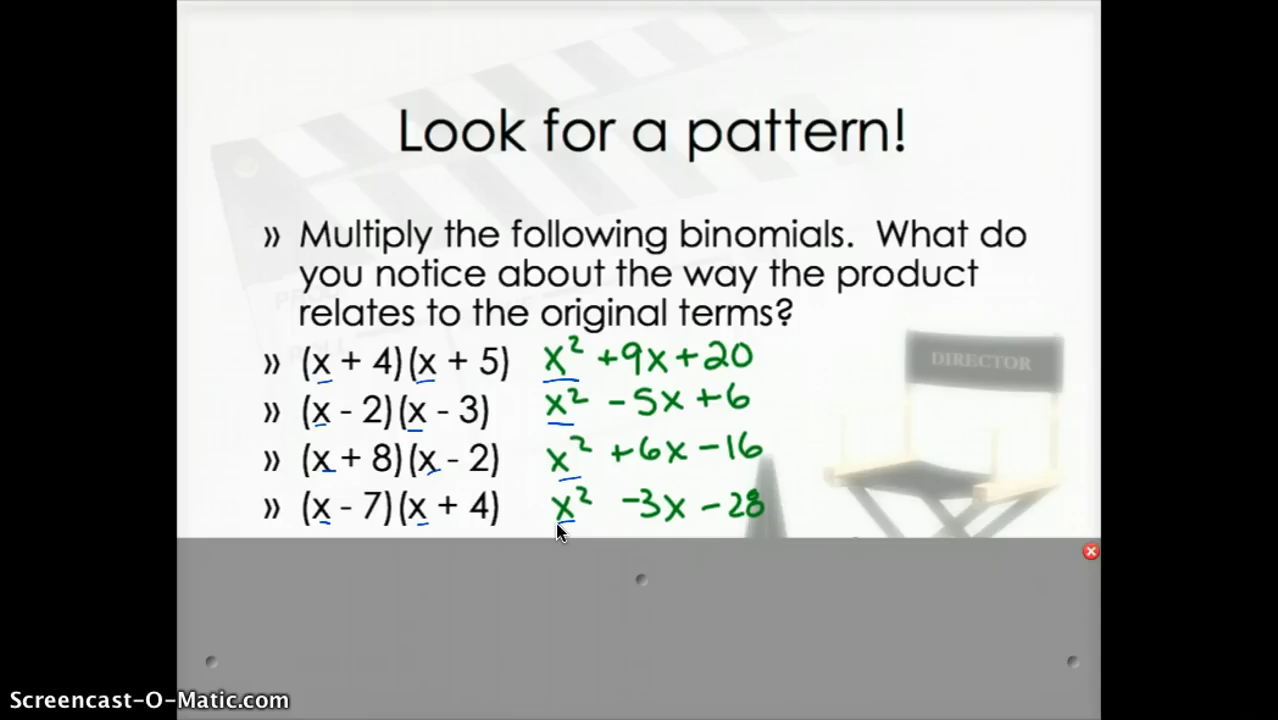 Look for a pattern!
» Multiply the following binomials. What do
you notice about the way the product
relates to the original terms?
» (x + 4)(x + 5) x² +9x+20
» (x - 2)(x - 3) x² -5x +6
» (x + 8)(x - 2) x² +6x -16
» (x - 7)(x + 4) x² -3x -28
DIRECTOR
Screencast-O-Matic.com